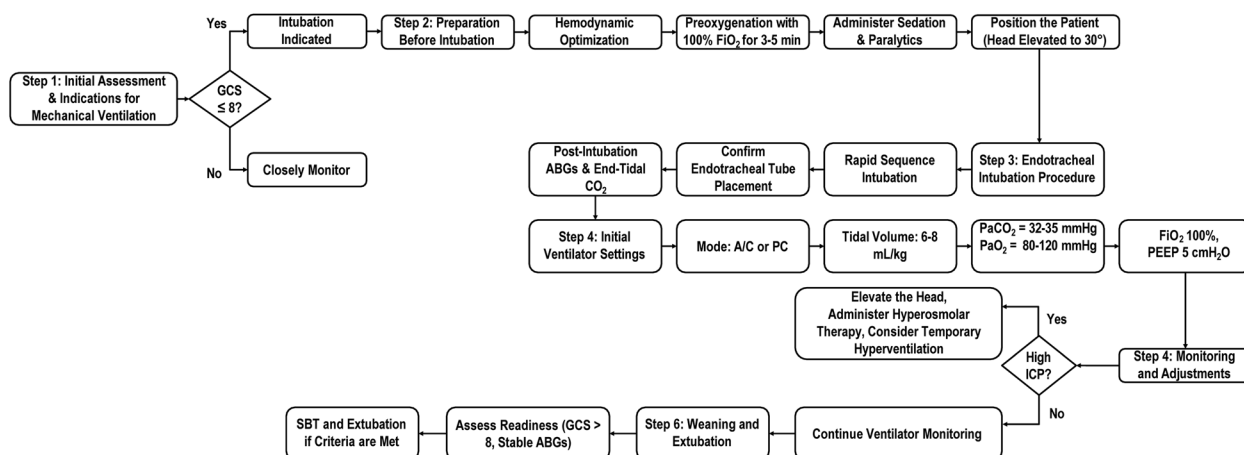 Step 1: Initial Assessment
& Indications for
Mechanical Ventilation
GCS
≤ 8?
Yes
Intubation
Indicated
Step 2: Preparation
Before Intubation
Hemodynamic
Optimization
Preoxygenation with
100% FiO₂ for 3-5 min
Administer Sedation
& Paralytics
Position the Patient
(Head Elevated to 30°)
No
Closely Monitor
Step 3: Endotracheal
Intubation Procedure
Rapid Sequence
Intubation
Confirm
Endotracheal Tube
Placement
Post-Intubation
ABGs & End-Tidal
CO₂
Step 4: Initial
Ventilator Settings
Mode: A/C or PC
Tidal Volume: 6-8
mL/kg
PaCO₂ = 32-35 mmHg
PaO₂ = 80-120 mmHg
FiO₂ 100%,
PEEP 5 cmH₂O
Step 4: Monitoring
and Adjustments
High
ICP?
Yes
Elevate the Head,
Administer Hyperosmolar
Therapy, Consider Temporary
Hyperventilation
No
Continue Ventilator Monitoring
Step 6: Weaning and
Extubation
Assess Readiness (GCS >
8, Stable ABGs)
SBT and Extubation
if Criteria are Met